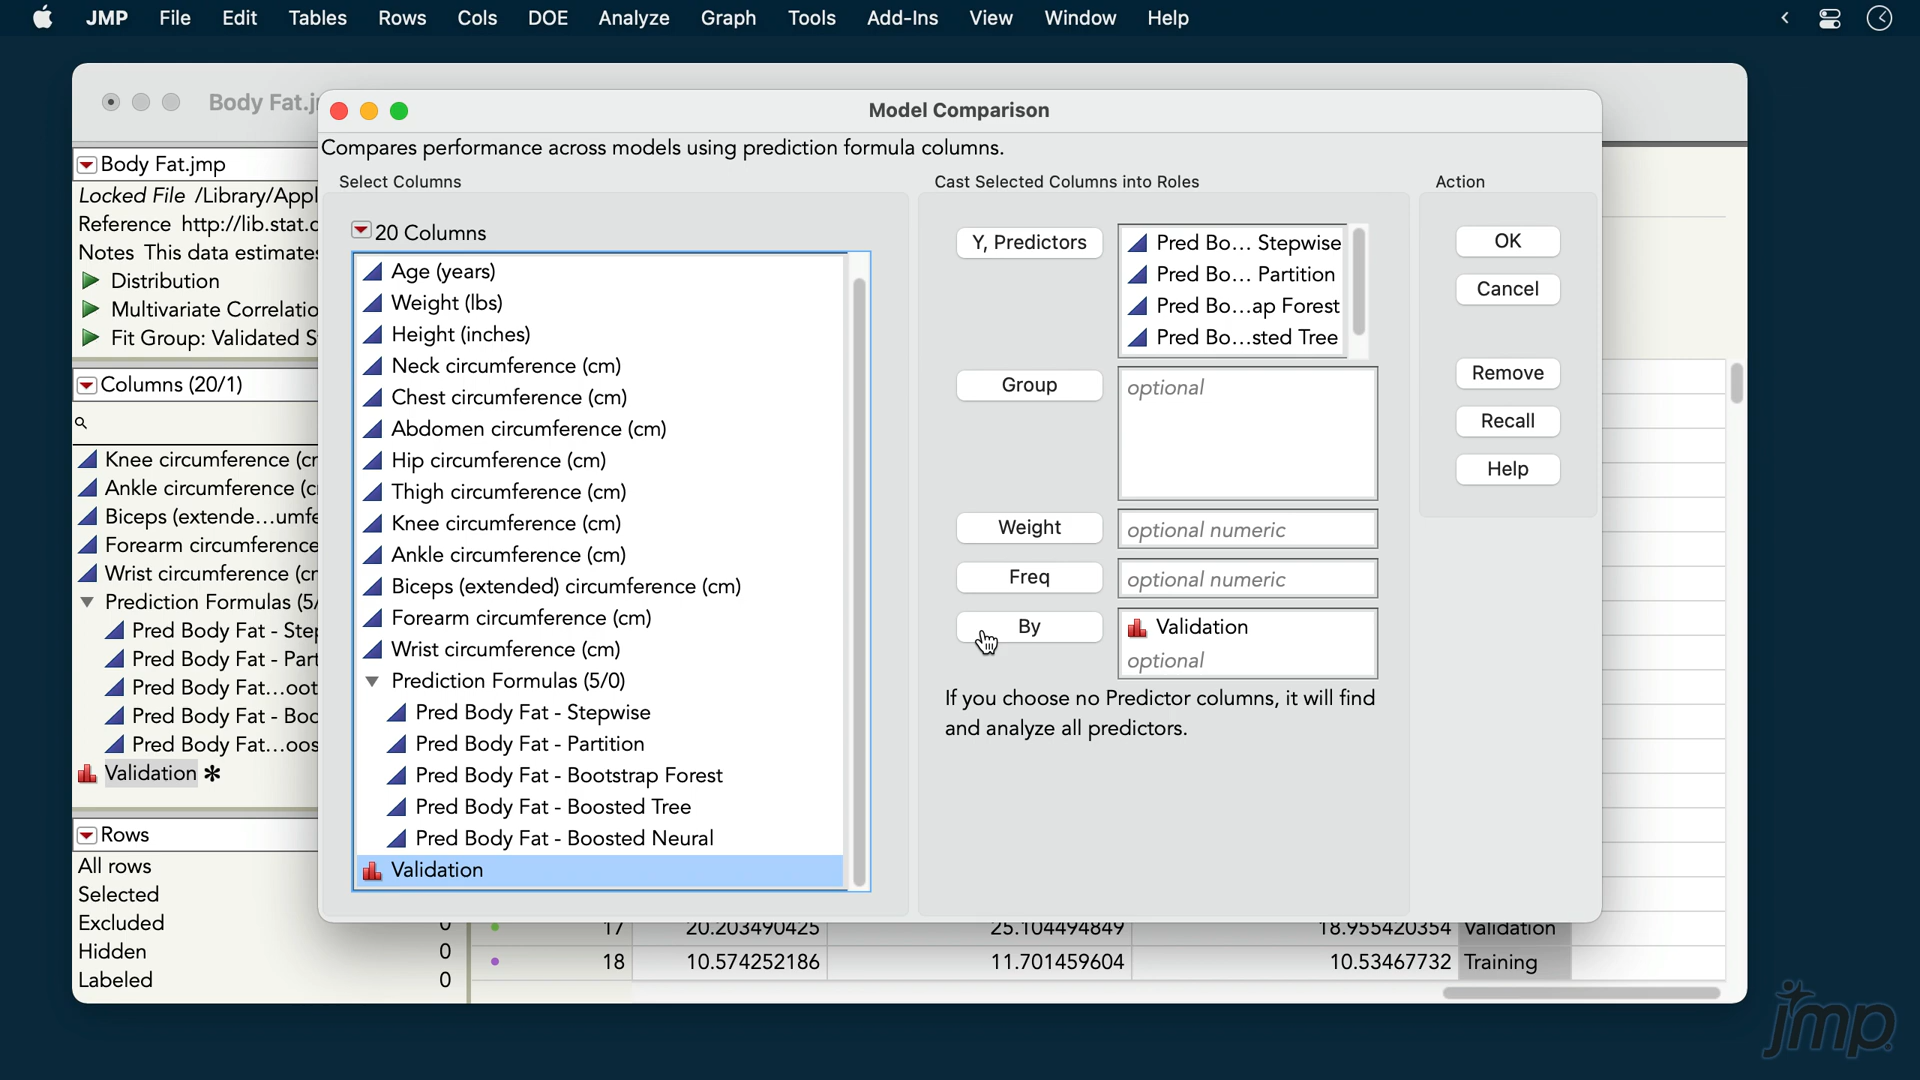 JMP File Edit Tables Rows Cols DOE Analyze Graph Tools Add-Ins View Window Help
Body Fat.j
Model Comparison
Compares performance across models using prediction formula columns.
Select Columns
Cast Selected Columns into Roles
Action
Body Fat.jmp
Locked File /Library/Appl
Reference http://lib.stat.c
Notes This data estimates
Distribution
Multivariate Correlatio
Fit Group: Validated S
Columns (20/1)
Knee circumference (cr
Ankle circumference (c
Biceps (extende...umfe
Forearm circumference
Wrist circumference (cr
Prediction Formulas (5/
Pred Body Fat - Step
Pred Body Fat - Part
Pred Body Fat...oot
Pred Body Fat - Boo
Pred Body Fat...oos
Validation *
Rows
All rows
Selected
Excluded 0
Hidden 0
Labeled 0
20 Columns
Age (years)
Weight (lbs)
Height (inches)
Neck circumference (cm)
Chest circumference (cm)
Abdomen circumference (cm)
Hip circumference (cm)
Thigh circumference (cm)
Knee circumference (cm)
Ankle circumference (cm)
Biceps (extended) circumference (cm)
Forearm circumference (cm)
Wrist circumference (cm)
Prediction Formulas (5/0)
Pred Body Fat - Stepwise
Pred Body Fat - Partition
Pred Body Fat - Bootstrap Forest
Pred Body Fat - Boosted Tree
Pred Body Fat - Boosted Neural
Validation
Y, Predictors
Pred Bo... Stepwise
Pred Bo... Partition
Pred Bo...ap Forest
Pred Bo...sted Tree
Group
optional
Weight
optional numeric
Freq
optional numeric
By
Validation
optional
If you choose no Predictor columns, it will find
and analyze all predictors.
OK
Cancel
Remove
Recall
Help
17 20.203490425 25.104494849 18.955420354 Validation
18 10.574252186 11.701459604 10.53467732 Training
jmp